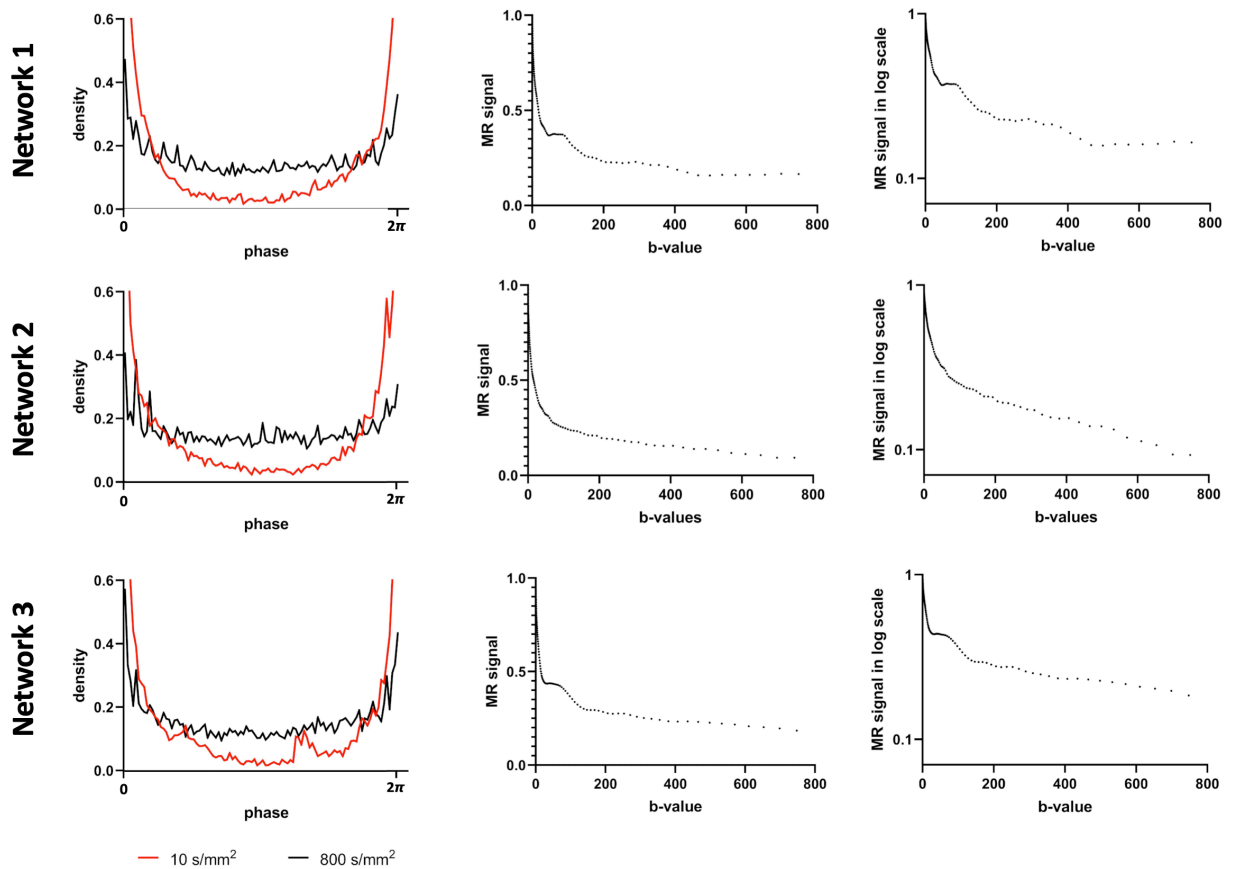 Network 1
0.6
0.4
0.2
0.0
density
0
2π
phase
1.0
0.5
0.0
MR signal
0 200 400 600 800
b-value
1
0.1
MR signal in log scale
0 200 400 600 800
b-value
Network 2
0.6
0.4
0.2
0.0
density
0
2π
phase
1.0
0.5
0.0
MR signal
0 200 400 600 800
b-values
1
0.1
MR signal in log scale
0 200 400 600 800
b-values
Network 3
0.6
0.4
0.2
0.0
density
0
2π
phase
1.0
0.5
0.0
MR signal
0 200 400 600 800
b-value
1
0.1
MR signal in log scale
0 200 400 600 800
b-value
10 s/mm² 800 s/mm²